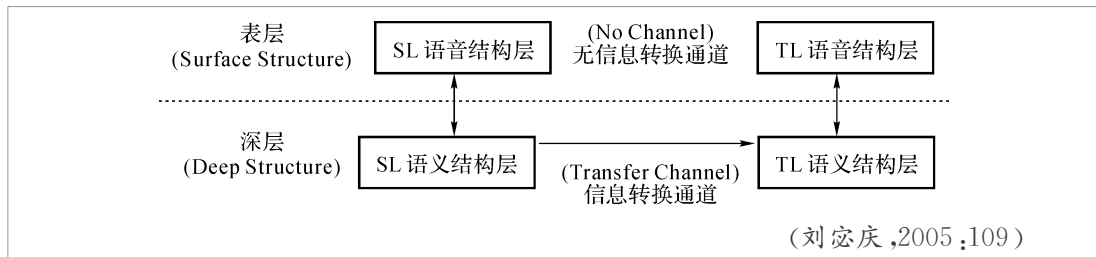 表层
(Surface Structure)
SL 语音结构层
(No Channel)
无信息转换通道
TL 语音结构层
深层
(Deep Structure)
SL 语义结构层
(Transfer Channel)
信息转换通道
TL 语义结构层
(刘宓庆,2005:109)